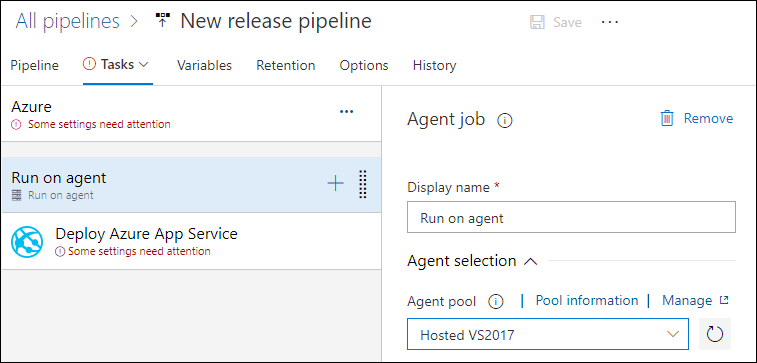 All pipelines > New release pipeline
Save ...
Pipeline Tasks Variables Retention Options History
Azure
Some settings need attention
...
Run on agent
Run on agent
Deploy Azure App Service
Some settings need attention
Agent job
Remove
Display name *
Run on agent
Agent selection
Agent pool | Pool information | Manage
Hosted VS2017